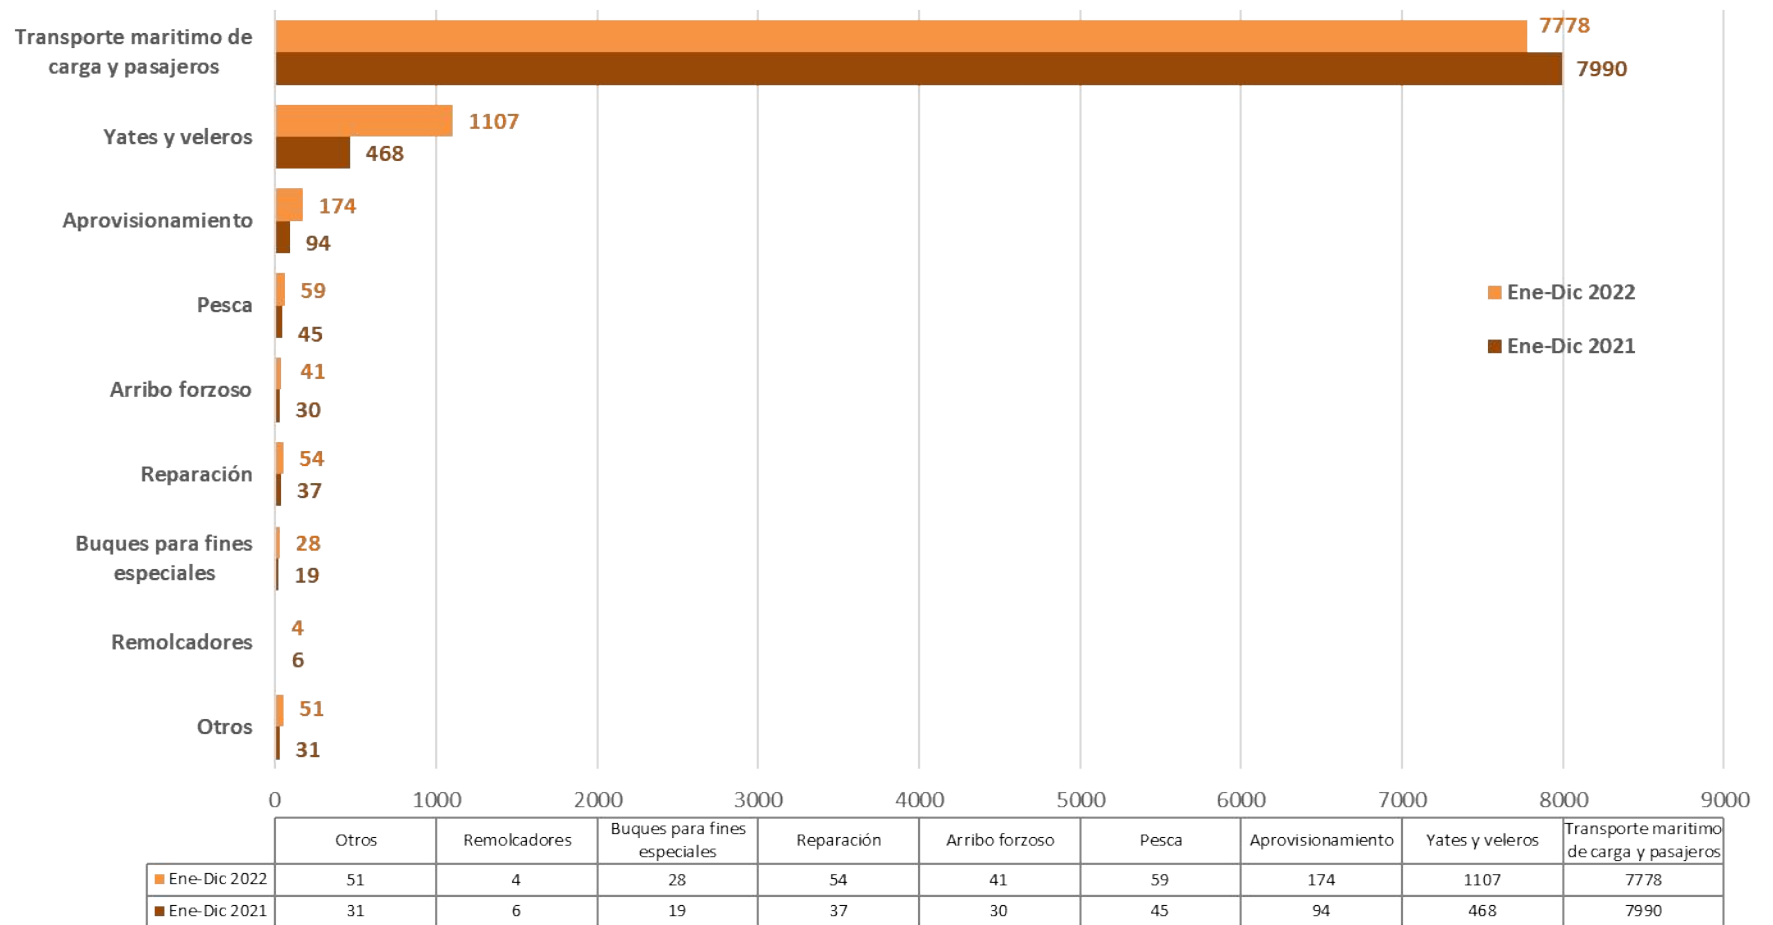 Transporte maritimo de
carga y pasajeros
7778
7990
Yates y veleros
1107
468
Aprovisionamiento
174
94
Pesca
59
45
Arribo forzoso
41
30
Reparación
54
37
Buques para fines
especiales
28
19
Remolcadores
4
6
Otros
51
31
Ene-Dic 2022
Ene-Dic 2021
0 1000 2000 3000 4000 5000 6000 7000 8000 9000
Otros Remolcadores Buques para fines especiales Reparación Arribo forzoso Pesca Aprovisionamiento Yates y veleros Transporte maritimo de carga y pasajeros
Ene-Dic 2022 51 4 28 54 41 59 174 1107 7778
Ene-Dic 2021 31 6 19 37 30 45 94 468 7990